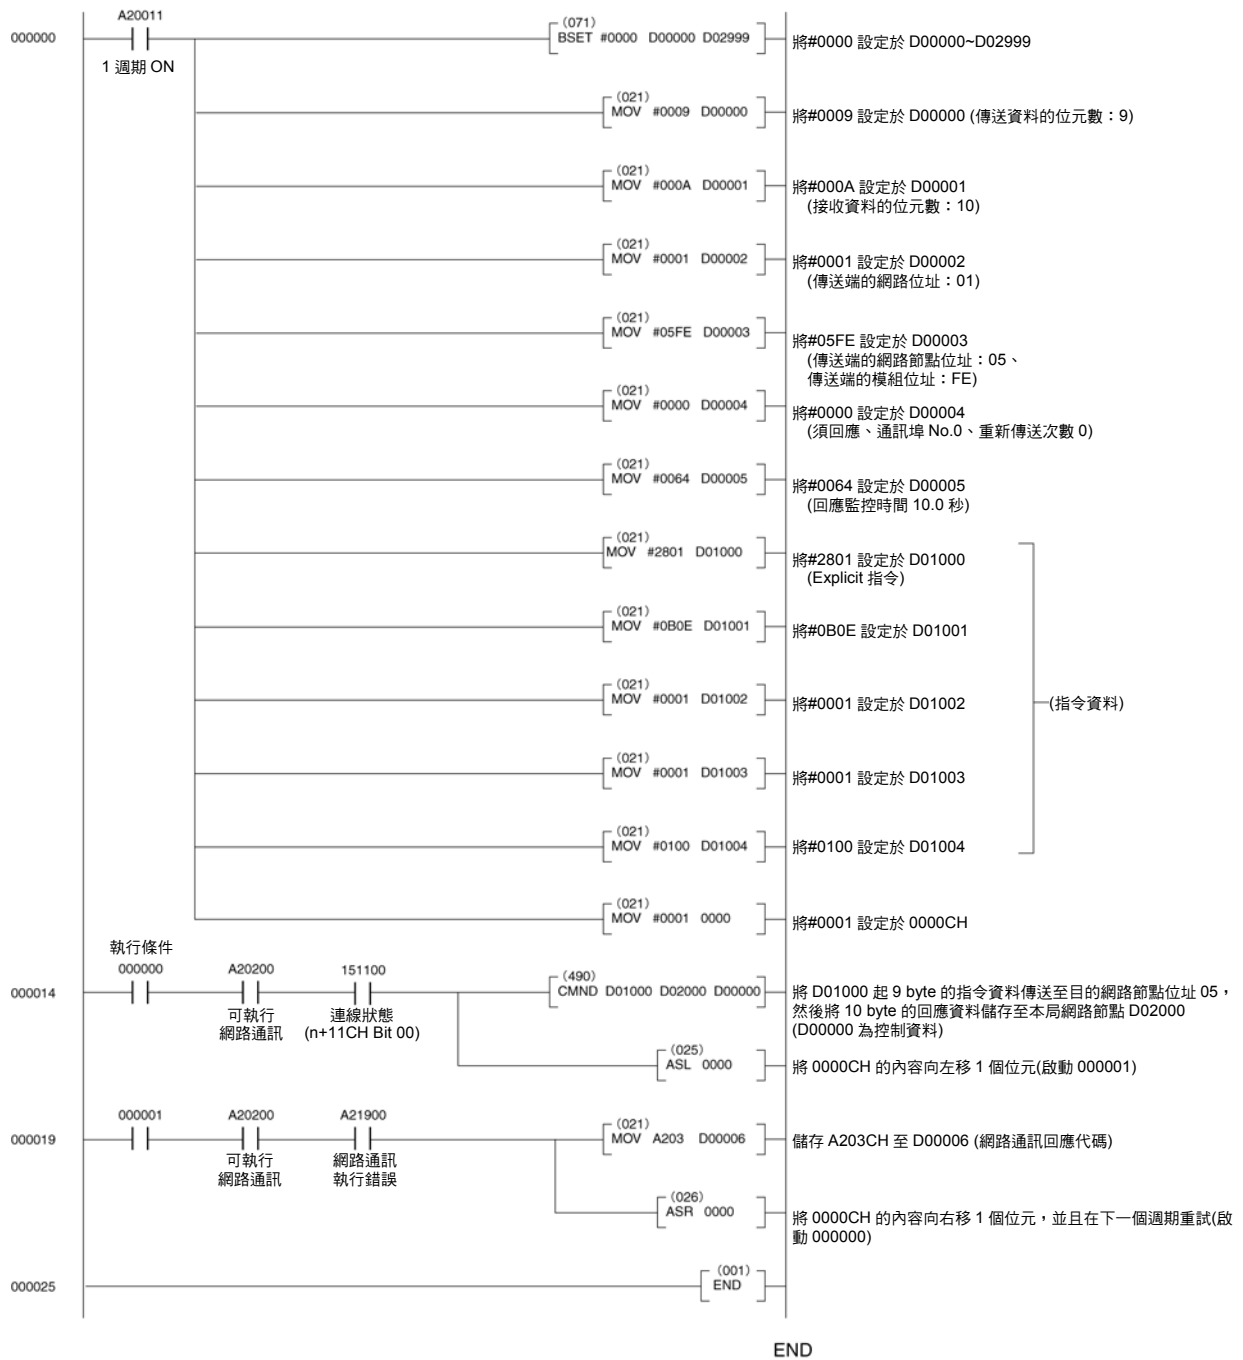 A20011
000000
1 週期 ON
(071)
BSET #0000 D00000 D02999
將#0000 設定於 D00000~D02999
(021)
MOV #0009 D00000
將#0009 設定於 D00000 (傳送資料的位元數：9)
(021)
MOV #000A D00001
將#000A 設定於 D00001
(接收資料的位元數：10)
(021)
MOV #0001 D00002
將#0001 設定於 D00002
(傳送端的網路位址：01)
(021)
MOV #05FE D00003
將#05FE 設定於 D00003
(傳送端的網路節點位址：05、
傳送端的模組位址：FE)
(021)
MOV #0000 D00004
將#0000 設定於 D00004
(須回應、通訊埠 No.0、重新傳送次數 0)
(021)
MOV #0064 D00005
將#0064 設定於 D00005
(回應監控時間 10.0 秒)
(021)
MOV #2801 D01000
將#2801 設定於 D01000
(Explicit 指令)
(021)
MOV #0B0E D01001
將#0B0E 設定於 D01001
(021)
MOV #0001 D01002
將#0001 設定於 D01002
(指令資料)
(021)
MOV #0001 D01003
將#0001 設定於 D01003
(021)
MOV #0100 D01004
將#0100 設定於 D01004
(021)
MOV #0001 0000
將#0001 設定於 0000CH
執行條件
000000 A20200 151100
000014
可執行
網路通訊
連線狀態
(n+11CH Bit 00)
(490)
CMND D01000 D02000 D00000
將 D01000 起 9 byte 的指令資料傳送至目的網路節點位址 05，
然後將 10 byte 的回應資料儲存至本局網路節點 D02000
(D00000 為控制資料)
(025)
ASL 0000
將 0000CH 的內容向左移 1 個位元(啟動 000001)
000001 A20200 A21900
000019
可執行
網路通訊
網路通訊
執行錯誤
(021)
MOV A203 D00006
儲存 A203CH 至 D00006 (網路通訊回應代碼)
(026)
ASR 0000
將 0000CH 的內容向右移 1 個位元，並且在下一個週期重試(啟
動 000000)
000025
(001)
END
END